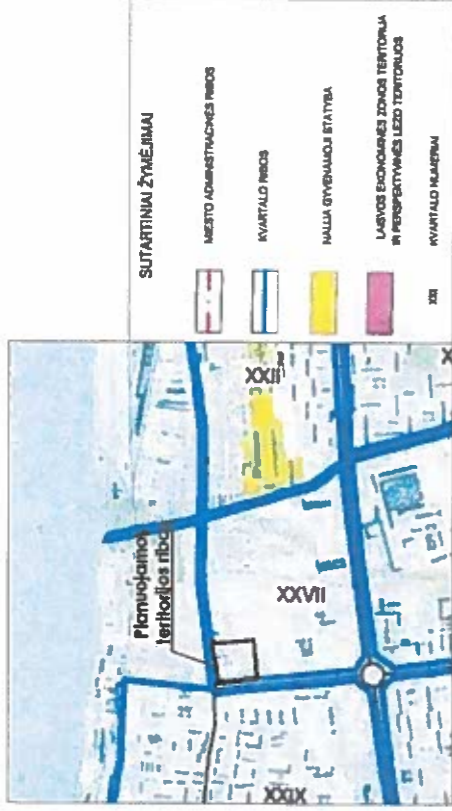 Planuojamos
teritorijos ribos
XXII
XXVII
XXIX
SUTARTINIAI ŽYMĖJIMAI
MIESTO ADMINISTRACINĖS RIBOS
KVARTALO RIBOS
NAUJA GYVENAMOJI STATYBA
LAISVOS EKONOMINĖS ZONOS TERITORIJA
IR PERSPEKTYVINĖS LEZO TERITORIJOS
XXI KVARTALO NUMERIAI